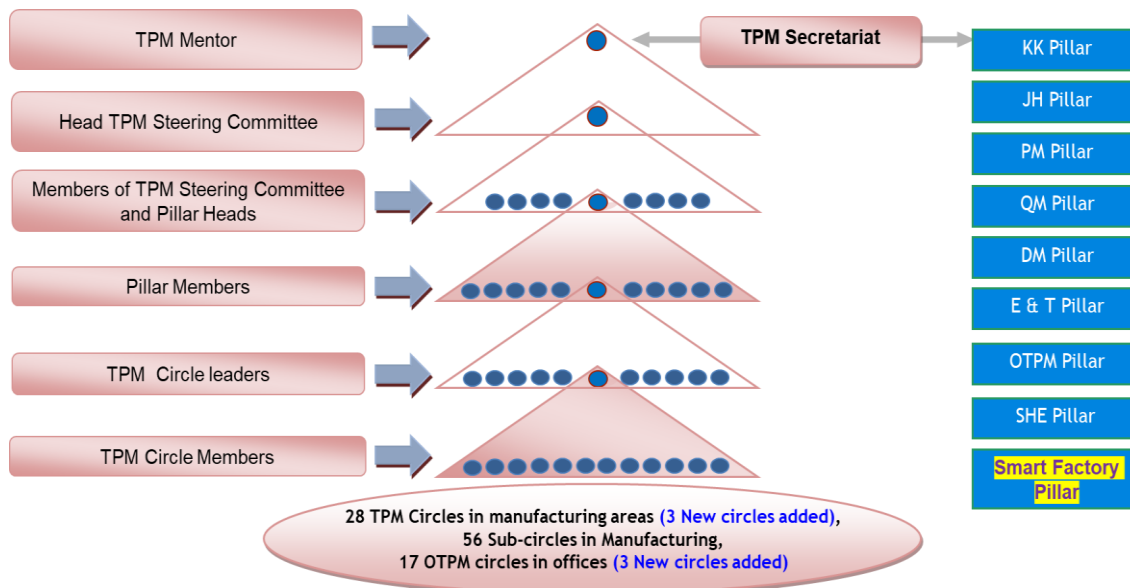 TPM Mentor
TPM Secretariat
Head TPM Steering Committee
Members of TPM Steering Committee
and Pillar Heads
Pillar Members
TPM Circle leaders
TPM Circle Members
KK Pillar
JH Pillar
PM Pillar
QM Pillar
DM Pillar
E & T Pillar
OTPM Pillar
SHE Pillar
Smart Factory
Pillar
28 TPM Circles in manufacturing areas (3 New circles added),
56 Sub-circles in Manufacturing,
17 OTPM circles in offices (3 New circles added)